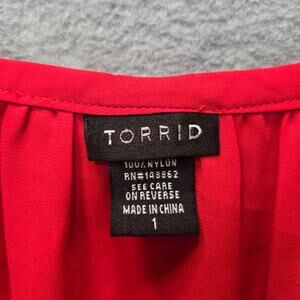 TORRID
100% NYLON
RN#148862
SEE CARE
ON REVERSE
MADE IN CHINA
1